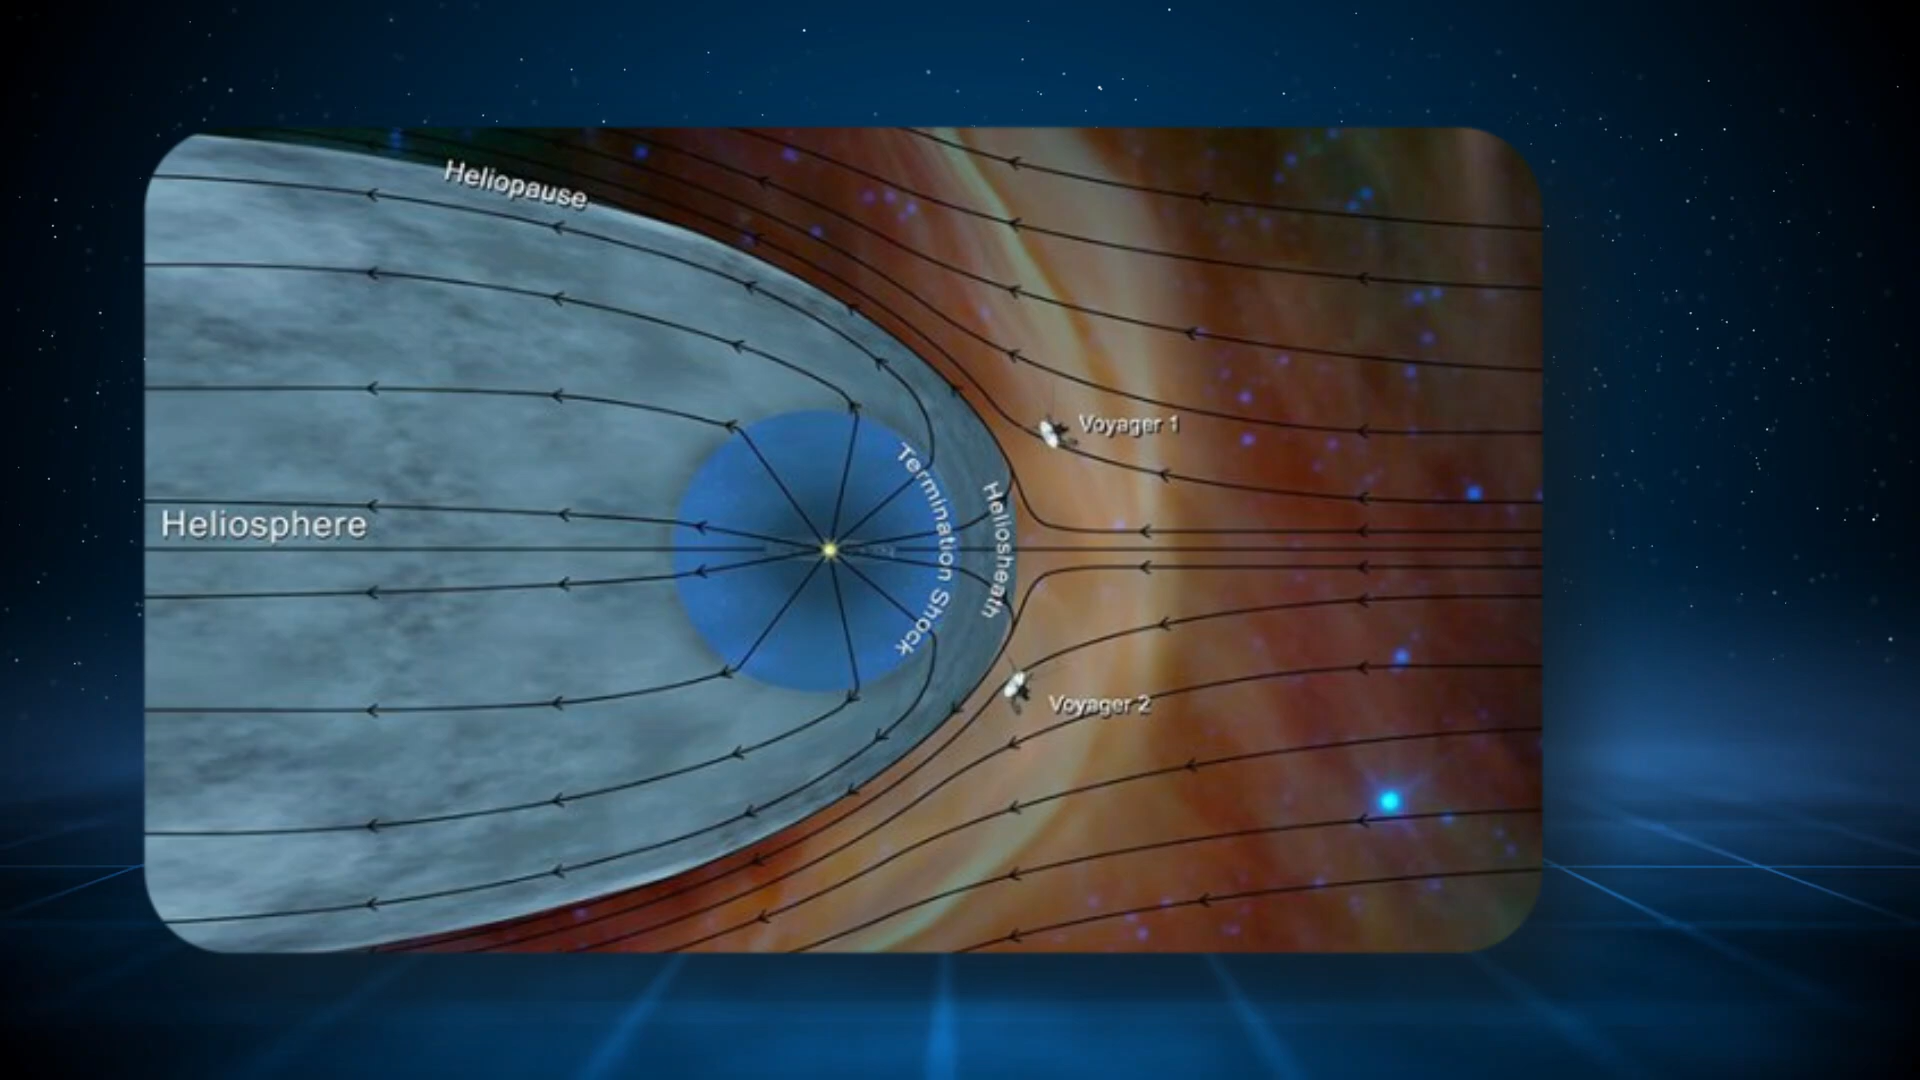 Heliopause
Voyager 1
Termination Shock
Heliosheath
Heliosphere
Voyager 2